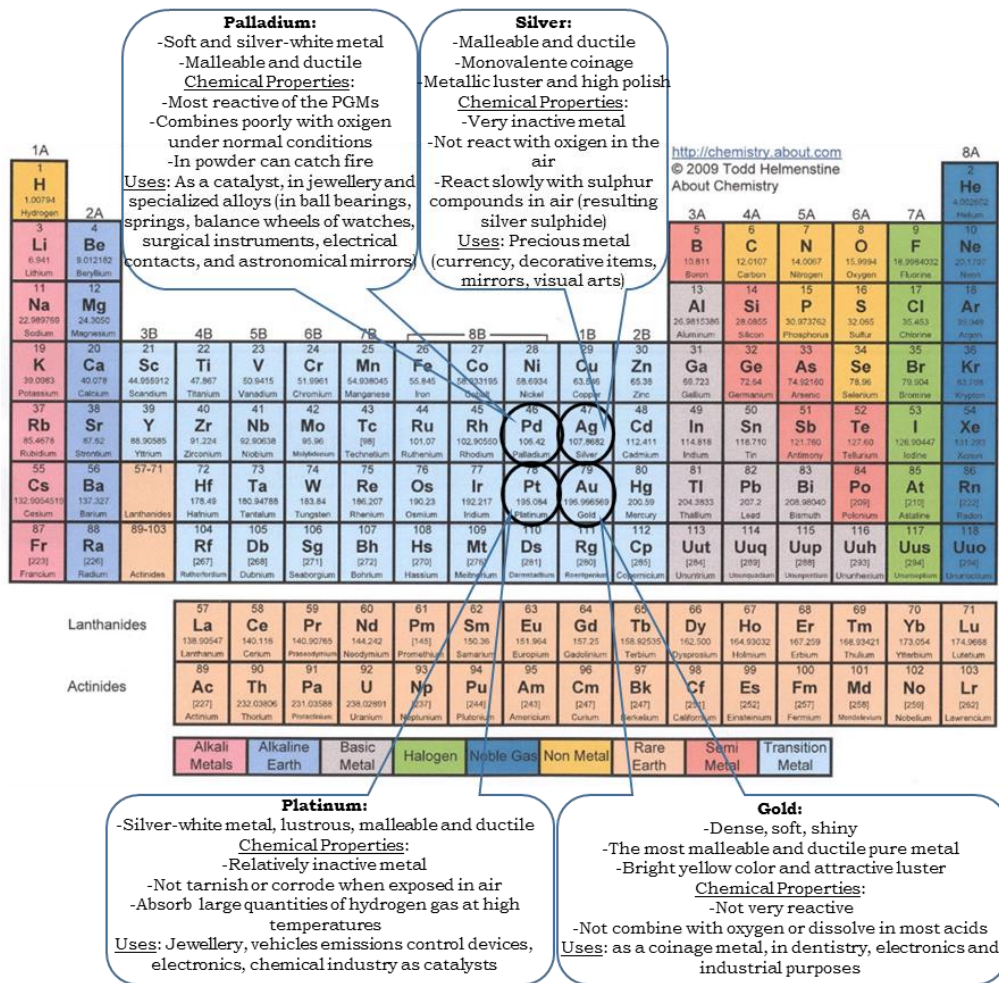 Palladium:
-Soft and silver-white metal
-Malleable and ductile
Chemical Properties:
-Most reactive of the PGMs
-Combines poorly with oxygen
under normal conditions
-In powder can catch fire
Uses: As a catalyst, in jewellery and
specialized alloys (in ball bearings,
springs, balance wheels of watches,
surgical instruments, electrical
contacts, and astronomical mirrors)
Silver:
-Malleable and ductile
-Monovalente coinage
-Metallic luster and high polish
Chemical Properties:
-Very inactive metal
-Not react with oxygen in the
air
-React slowly with sulphur
compounds in air (resulting
silver sulphide)
Uses: Precious metal
(currency, decorative items,
mirrors, visual arts)
http://chemistry.about.com
© 2009 Todd Helmenstine
About Chemistry
1A 8A
1 2
H He
1.00794 4.002602
Hydrogen Helium
2A 3A 4A 5A 6A 7A
3 4 5 6 7 8 9 10
Li Be B C N O F Ne
6.941 9.012182 10.811 12.0107 14.0067 15.9994 18.9984032 20.1797
Lithium Beryllium Boron Carbon Nitrogen Oxygen Fluorine Neon
11 12 13 14 15 16 17 18
Na Mg Al Si P S Cl Ar
22.989769 24.3050 26.9815386 28.0855 30.973762 32.065 35.453 39.948
Sodium Magnesium Aluminum Silicon Phosphorus Sulfur Chlorine Argon
3B 4B 5B 6B 7B 8B 1B 2B
19 20 21 22 23 24 25 26 27 28 29 30 31 32 33 34 35 36
K Ca Sc Ti V Cr Mn Fe Co Ni Cu Zn Ga Ge As Se Br Kr
39.0983 40.078 44.955912 47.867 50.9415 51.9961 54.938045 55.845 58.933195 58.6934 63.546 65.38 69.723 72.64 74.92160 78.96 79.904 83.798
Potassium Calcium Scandium Titanium Vanadium Chromium Manganese Iron Cobalt Nickel Copper Zinc Gallium Germanium Arsenic Selenium Bromine Krypton
37 38 39 40 41 42 43 44 45 46 47 48 49 50 51 52 53 54
Rb Sr Y Zr Nb Mo Tc Ru Rh Pd Ag Cd In Sn Sb Te I Xe
85.4678 87.62 88.90585 91.224 92.90638 95.96 [98] 101.07 102.90550 106.42 107.8682 112.411 114.818 118.710 121.760 127.60 126.90447 131.293
Rubidium Strontium Yttrium Zirconium Niobium Molybdenum Technetium Ruthenium Rhodium Palladium Silver Cadmium Indium Tin Antimony Tellurium Iodine Xenon
55 56 57-71 72 73 74 75 76 77 78 79 80 81 82 83 84 85 86
Cs Ba Hf Ta W Re Os Ir Pt Au Hg Tl Pb Bi Po At Rn
132.9054519 137.327 178.49 180.94788 183.84 186.207 190.23 192.217 195.084 196.966569 200.59 204.3833 207.2 208.98040 [209] [210] [222]
Cesium Barium Lanthanides Hafnium Tantalum Tungsten Rhenium Osmium Iridium Platinum Gold Mercury Thallium Lead Bismuth Polonium Astatine Radon
87 88 89-103 104 105 106 107 108 109 110 111 112 113 114 115 116 117 118
Fr Ra Rf Db Sg Bh Hs Mt Ds Rg Cp Uut Uuq Uup Uuh Uus Uuo
[223] [226] [267] [268] [271] [272] [270] [276] [281] [280] [285] [284] [289] [288] [293] [294] [294]
Francium Radium Actinides Rutherfordium Dubnium Seaborgium Bohrium Hassium Meitnerium Darmstadtium Roentgenium Copernicium Ununtrium Ununquadium Ununpentium Ununhexium Ununseptium Ununoctium
57 58 59 60 61 62 63 64 65 66 67 68 69 70 71
Lanthanides La Ce Pr Nd Pm Sm Eu Gd Tb Dy Ho Er Tm Yb Lu
138.90547 140.116 140.90765 144.242 [145] 150.36 151.964 157.25 158.92535 162.500 164.93032 167.259 168.93421 173.054 174.9668
Lanthanum Cerium Praseodymium Neodymium Promethium Samarium Europium Gadolinium Terbium Dysprosium Holmium Erbium Thulium Ytterbium Lutetium
89 90 91 92 93 94 95 96 97 98 99 100 101 102 103
Actinides Ac Th Pa U Np Pu Am Cm Bk Cf Es Fm Md No Lr
[227] 232.03806 231.03588 238.02891 [237] [244] [243] [247] [247] [251] [252] [257] [258] [259] [262]
Actinium Thorium Protactinium Uranium Neptunium Plutonium Americium Curium Berkelium Californium Einsteinium Fermium Mendelevium Nobelium Lawrencium
Alkali Metals
Alkaline Earth
Basic Metal
Halogen
Noble Gas
Non Metal
Rare Earth
Semi Metal
Transition Metal
Platinum:
-Silver-white metal, lustrous, malleable and ductile
Chemical Properties:
-Relatively inactive metal
-Not tarnish or corrode when exposed in air
-Absorb large quantities of hydrogen gas at high
temperatures
Uses: Jewellery, vehicles emissions control devices,
electronics, chemical industry as catalysts
Gold:
-Dense, soft, shiny
-The most malleable and ductile pure metal
-Bright yellow color and attractive luster
Chemical Properties:
-Not very reactive
-Not combine with oxygen or dissolve in most acids
Uses: as a coinage metal, in dentistry, electronics and
industrial purposes